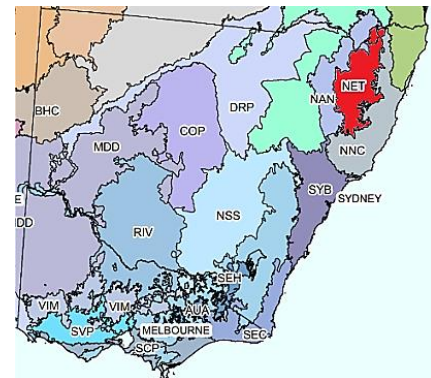 NET
NAN
BHC
DRP
COP
MDD
NNC
SYB
SYDNEY
E
DD
NSS
RIV
SEH
VIM
VIM
AUA
SVP
MELBOURNE
SEC
SCP